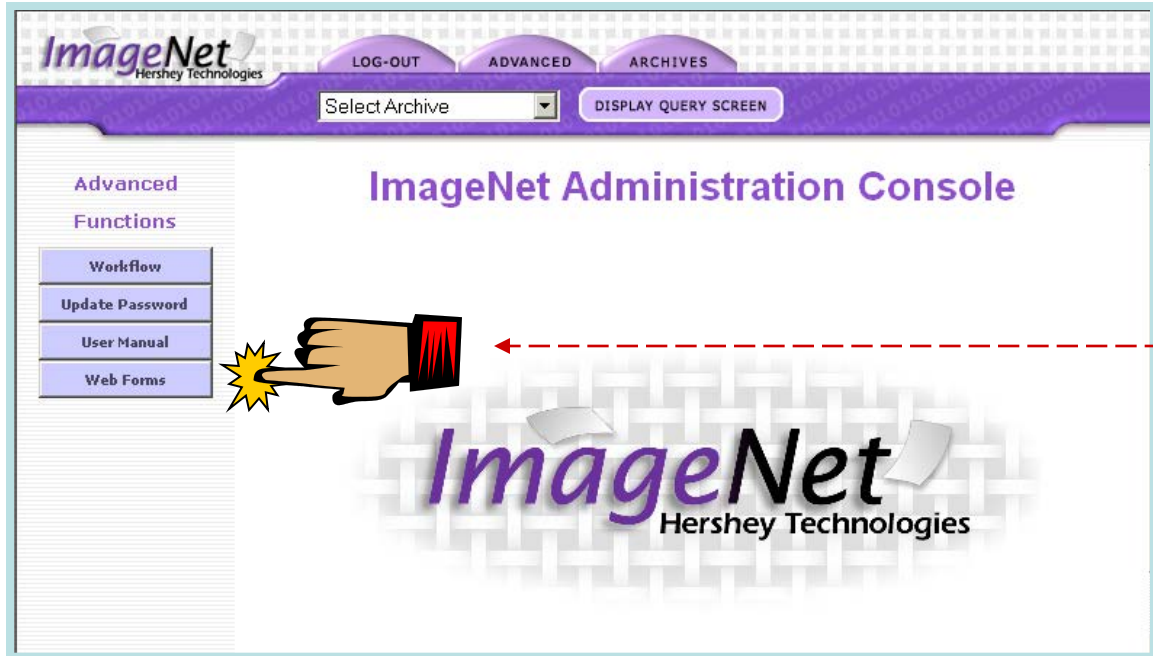 ImageNet
Hershey Technologies
LOG-OUT ADVANCED ARCHIVES
Select Archive DISPLAY QUERY SCREEN
Advanced
Functions
Workflow
Update Password
User Manual
Web Forms
ImageNet Administration Console
ImageNet
Hershey Technologies